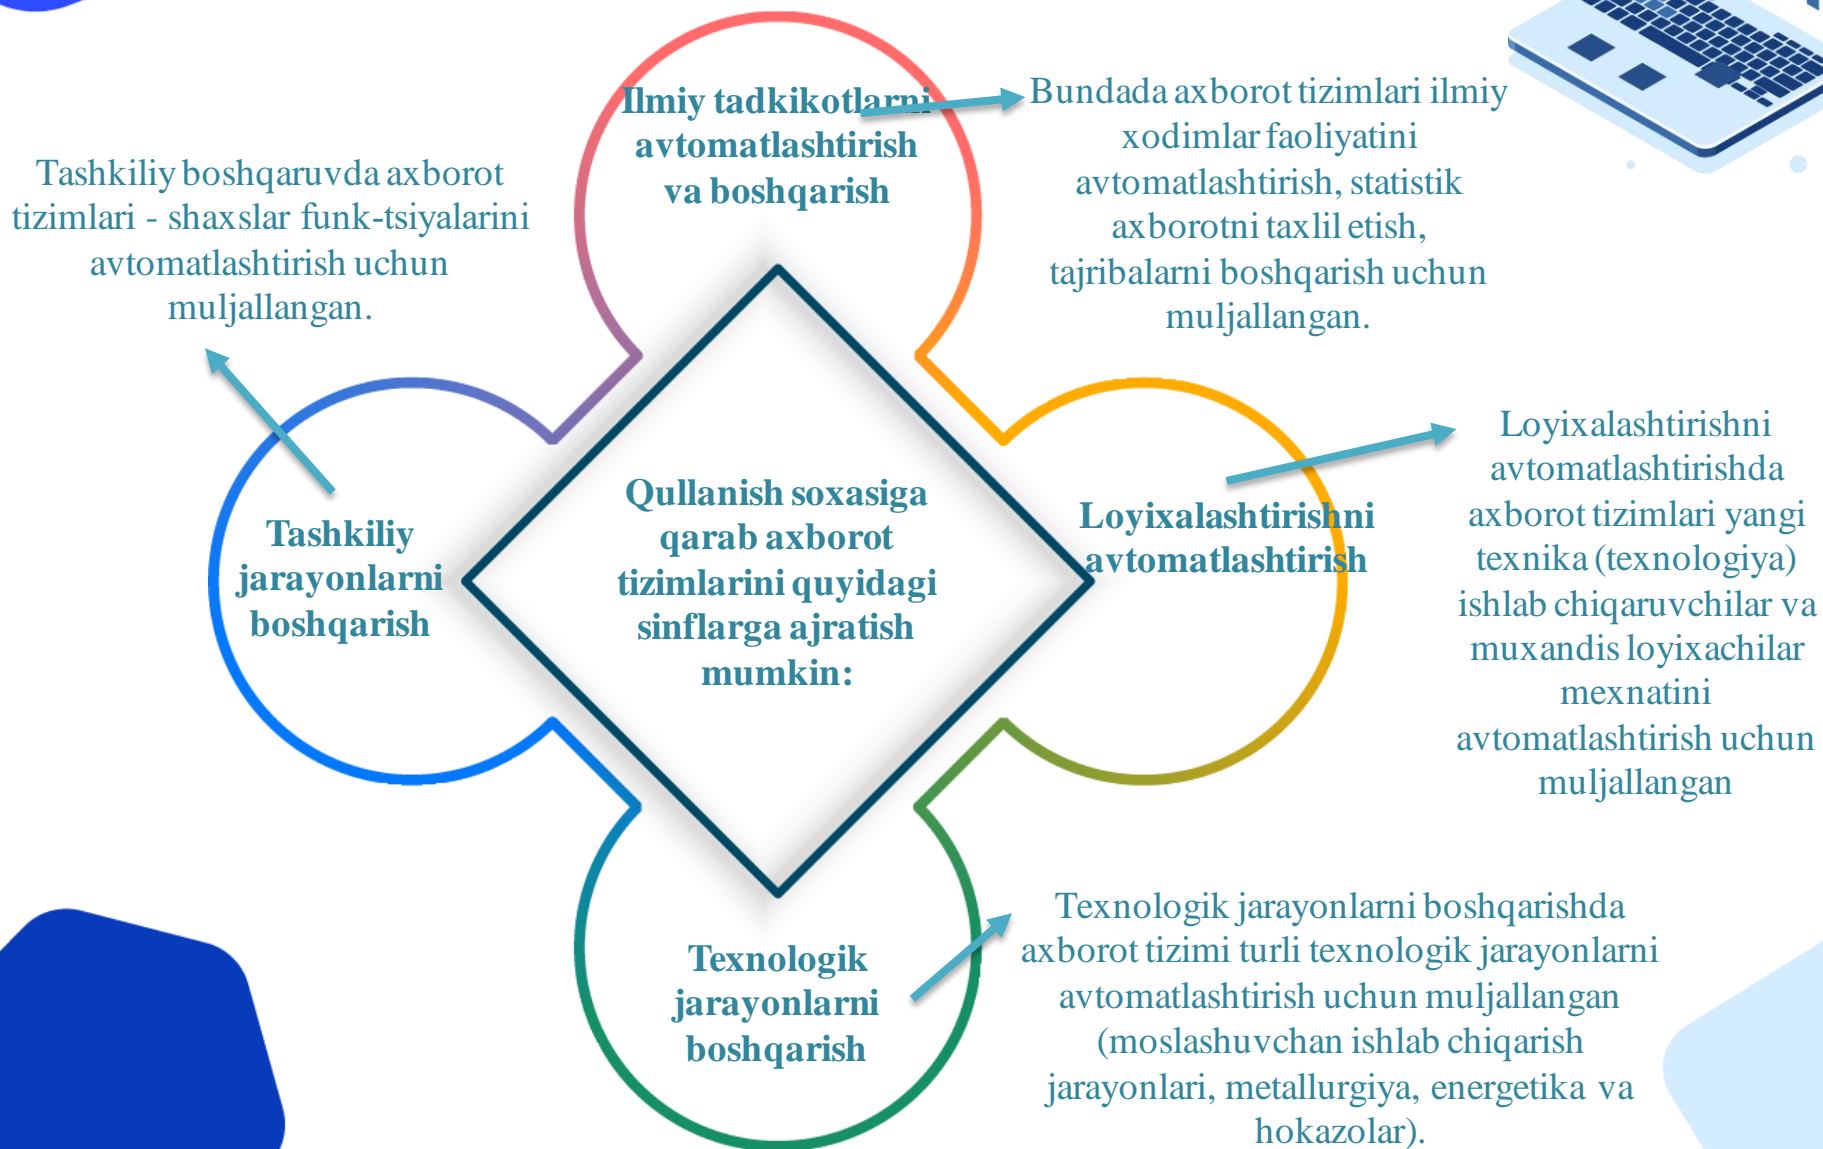 Ilmiy tadkikotlarni
avtomatlashtirish
va boshqarish
Bundada axborot tizimlari ilmiy
xodimlar faoliyatini
avtomatlashtirish, statistik
axborotni taxlil etish,
tajribalarni boshqarish uchun
muljallangan.
Tashkiliy boshqaruvda axborot
tizimlari - shaxslar funk-tsiyalarini
avtomatlashtirish uchun
muljallangan.
Tashkiliy
jarayonlarni
boshqarish
Qullanish soxasiga
qarab axborot
tizimlarini quyidagi
sinflarga ajratish
mumkin:
Loyixalashtirishni
avtomatlashtirish
Loyixalashtirishni
avtomatlashtirishda
axborot tizimlari yangi
texnika (texnologiya)
ishlab chiqaruvchilar va
muxandis loyixachilar
mexnatini
avtomatlashtirish uchun
muljallangan
Texnologik
jarayonlarni
boshqarish
Texnologik jarayonlarni boshqarishda
axborot tizimi turli texnologik jarayonlarni
avtomatlashtirish uchun muljallangan
(moslashuvchan ishlab chiqarish
jarayonlari, metallurgiya, energetika va
hokazolar).